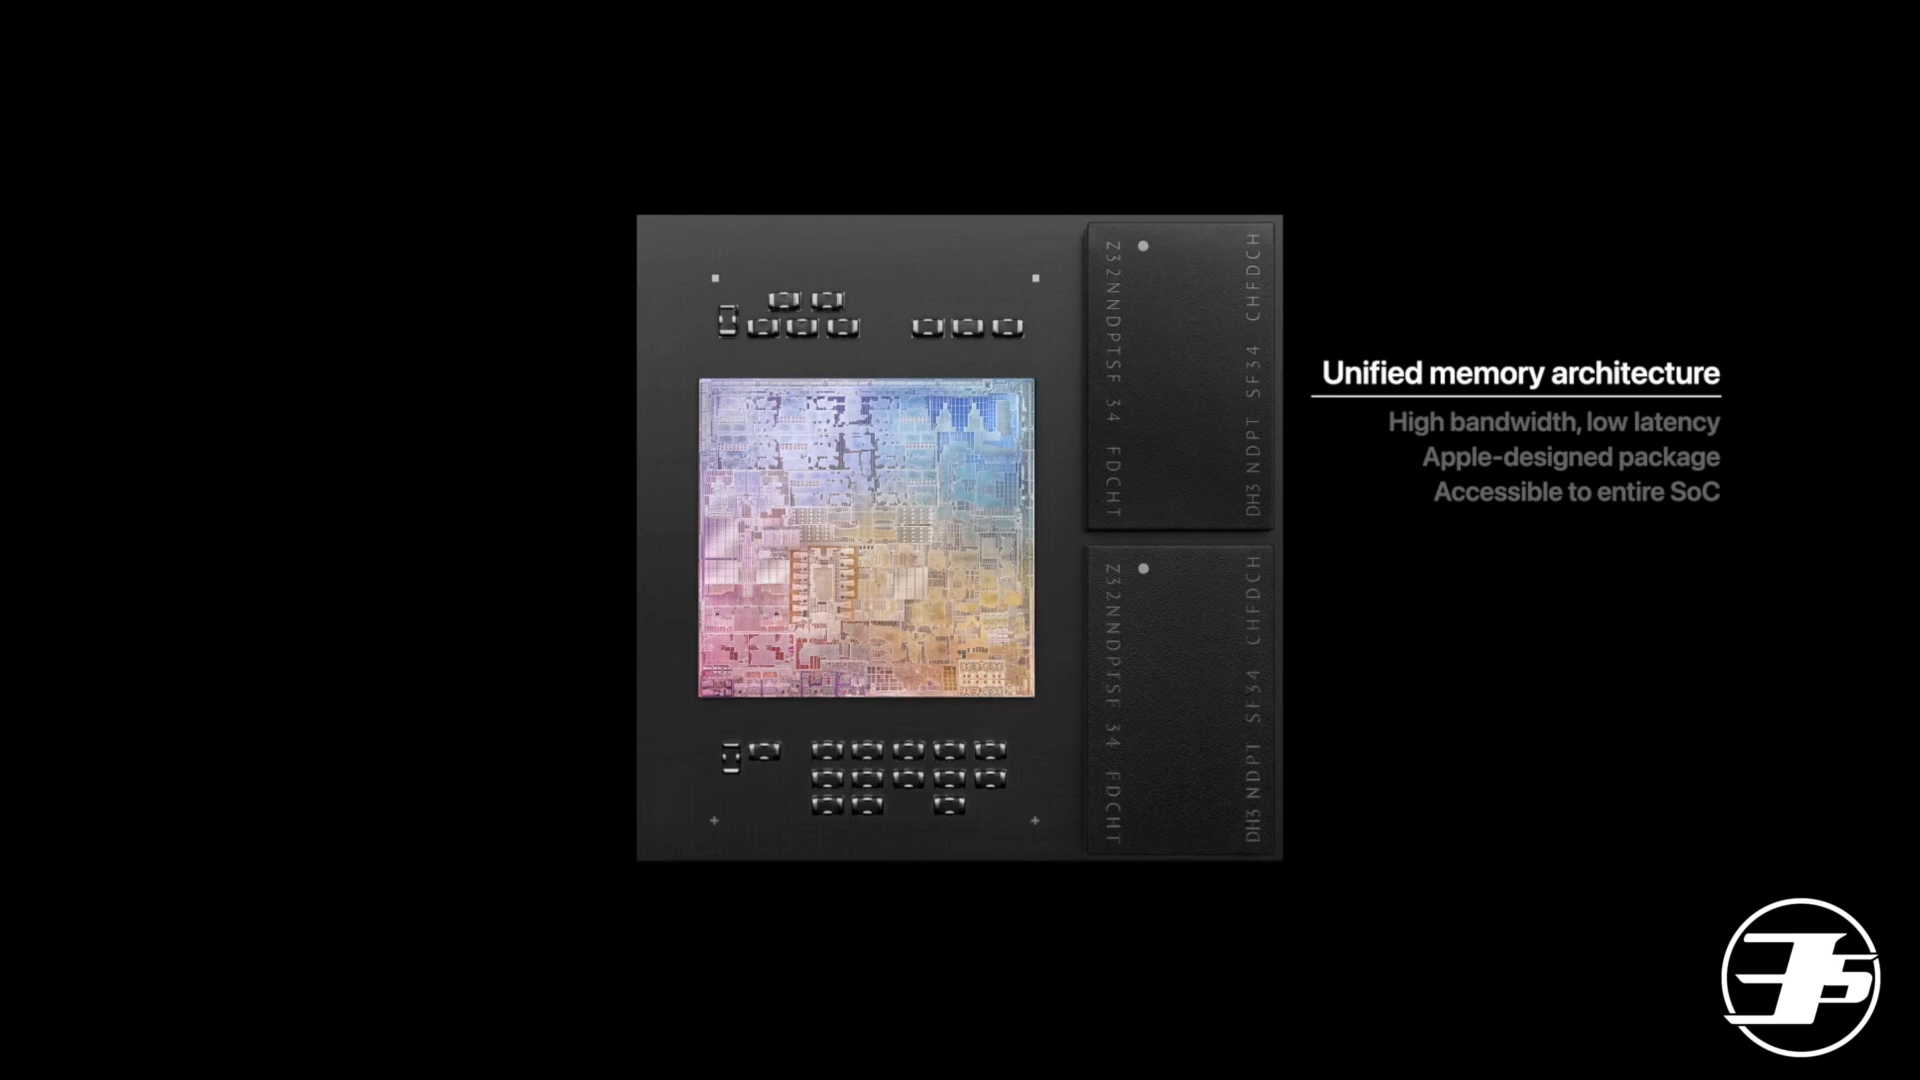 Z32NNDPTSF 34 FDCHT
DH3 NDPT SF34 CHFDCH
Z32NNDPTSF 34 FDCHT
DH3 NDPT SF34 CHFDCH
Unified memory architecture
High bandwidth, low latency
Apple-designed package
Accessible to entire SoC